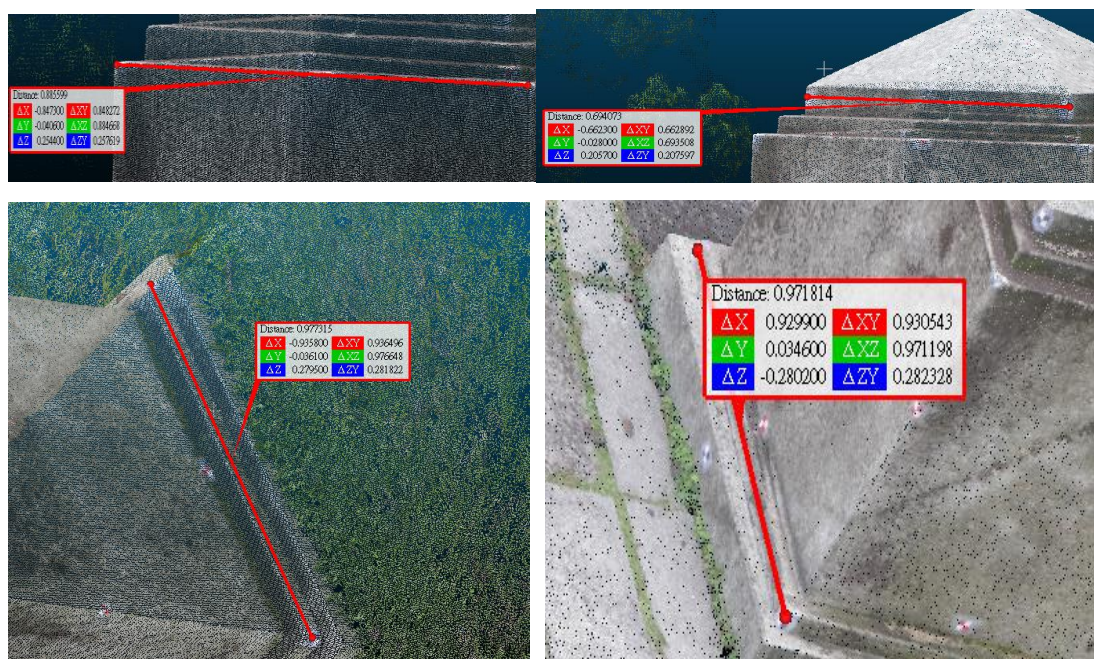 Distance: 0.885599
ΔX -0.847300 ΔXY 0.848272
ΔY -0.040600 ΔXZ 0.884668
ΔZ 0.254400 ΔZY 0.257619
Distance: 0.694073
ΔX -0.662300 ΔXY 0.662892
ΔY -0.028000 ΔXZ 0.693508
ΔZ 0.205700 ΔZY 0.207597
Distance: 0.977315
ΔX -0.935800 ΔXY 0.936496
ΔY -0.036100 ΔXZ 0.976648
ΔZ 0.279500 ΔZY 0.281822
Distance: 0.971814
ΔX 0.929900 ΔXY 0.930543
ΔY 0.034600 ΔXZ 0.971198
ΔZ -0.280200 ΔZY 0.282328